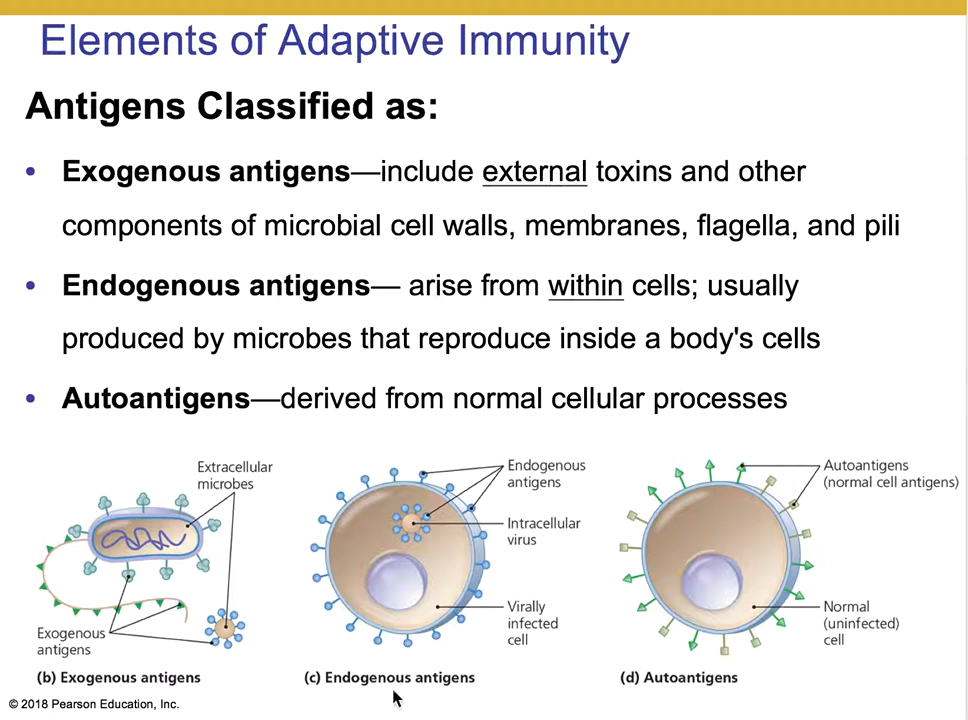 Elements of Adaptive Immunity
Antigens Classified as:
• Exogenous antigens—include external toxins and other
components of microbial cell walls, membranes, flagella, and pili
• Endogenous antigens— arise from within cells; usually
produced by microbes that reproduce inside a body's cells
• Autoantigens—derived from normal cellular processes
Extracellular
microbes
Exogenous
antigens
(b) Exogenous antigens
Endogenous
antigens
Intracellular
virus
Virally
infected
cell
(c) Endogenous antigens
Autoantigens
(normal cell antigens)
Normal
(uninfected)
cell
(d) Autoantigens
© 2018 Pearson Education, Inc.